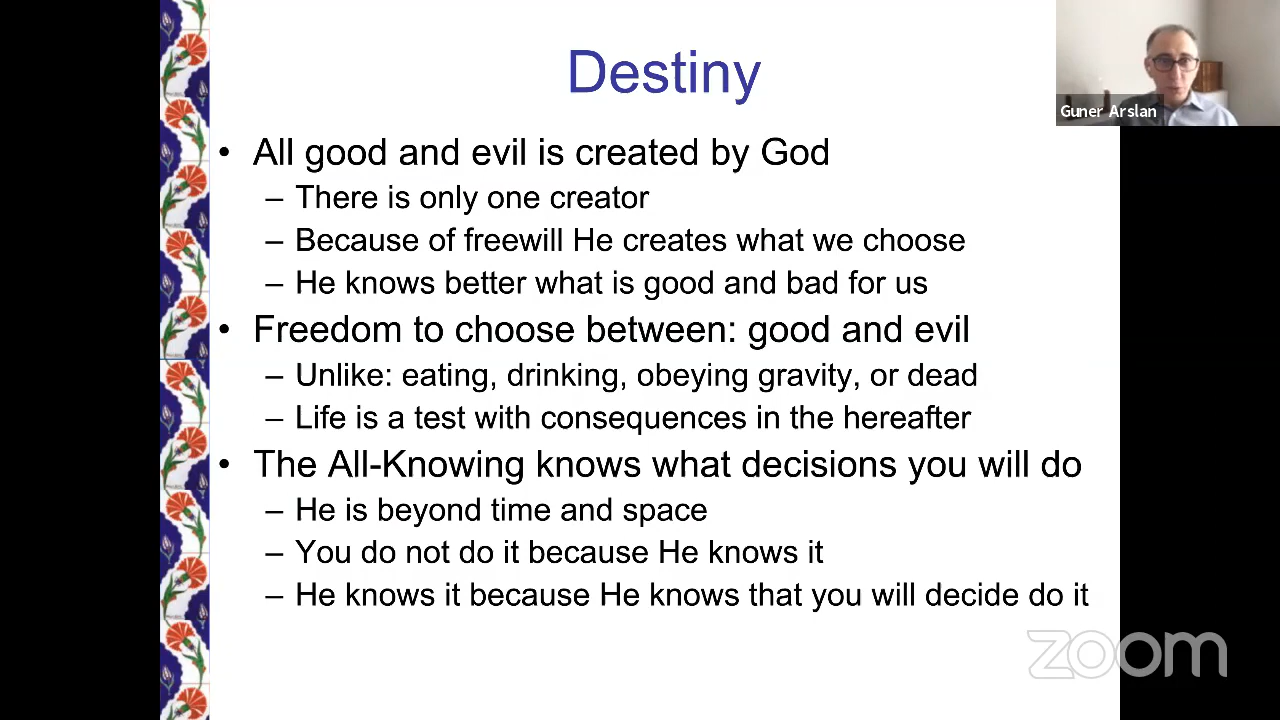 Destiny
Guner Arslan
• All good and evil is created by God
– There is only one creator
– Because of freewill He creates what we choose
– He knows better what is good and bad for us
• Freedom to choose between: good and evil
– Unlike: eating, drinking, obeying gravity, or dead
– Life is a test with consequences in the hereafter
• The All-Knowing knows what decisions you will do
– He is beyond time and space
– You do not do it because He knows it
– He knows it because He knows that you will decide do it
zoom